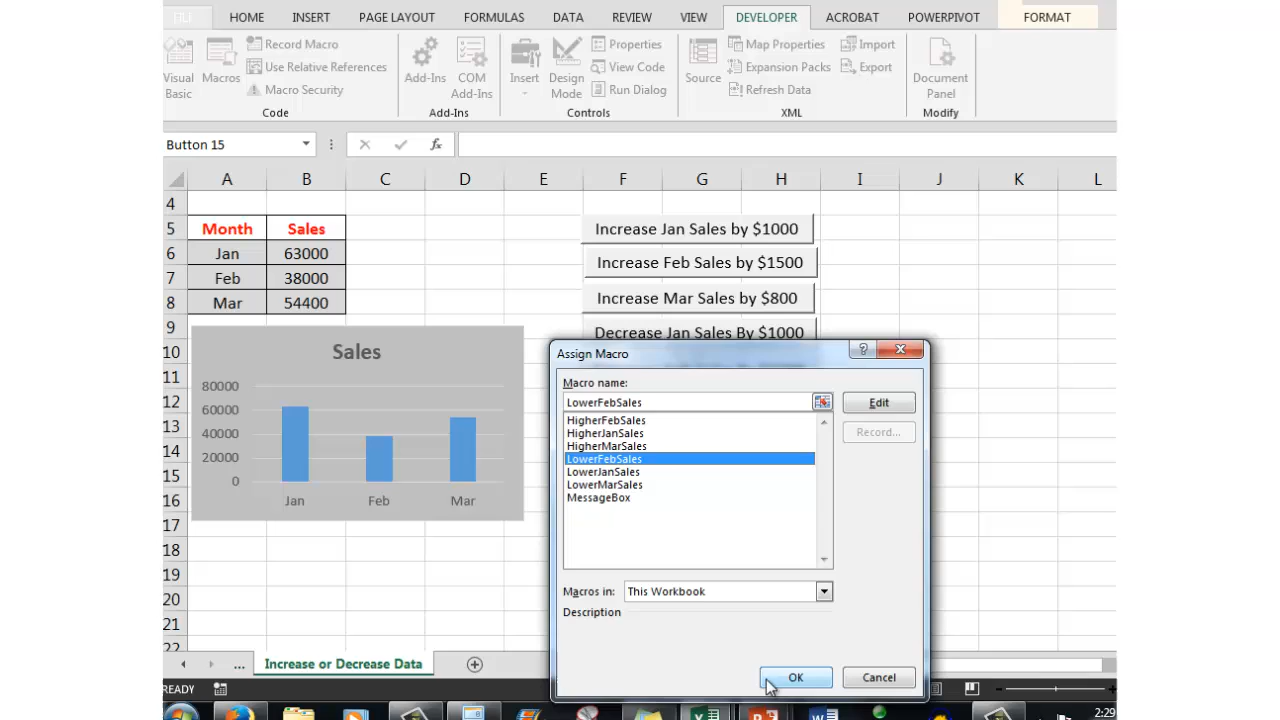 FILE HOME INSERT PAGE LAYOUT FORMULAS DATA REVIEW VIEW DEVELOPER ACROBAT POWERPIVOT FORMAT
Visual Basic
Macros
Record Macro
Use Relative References
Macro Security
Code
Add-Ins
COM Add-Ins
Add-Ins
Insert
Design Mode
Properties
View Code
Run Dialog
Controls
Source
Map Properties
Expansion Packs
Refresh Data
Import
Export
XML
Document Panel
Modify
Button 15
fx
A B C D E F G H I J K L
4
5 Month Sales
6 Jan 63000
7 Feb 38000
8 Mar 54400
9
10
11
12
13
14
15
16
17
18
19
20
21
22
Increase Jan Sales by $1000
Increase Feb Sales by $1500
Increase Mar Sales by $800
Decrease Jan Sales By $1000
Sales
80000
60000
40000
20000
0
Jan Feb Mar
Assign Macro
?
Macro name:
LowerFebSales
Edit
HigherFebSales
HigherJanSales
HigherMarSales
LowerFebSales
LowerJanSales
LowerMarSales
MessageBox
Record...
Macros in: This Workbook
Description
OK Cancel
... Increase or Decrease Data
READY
2:29